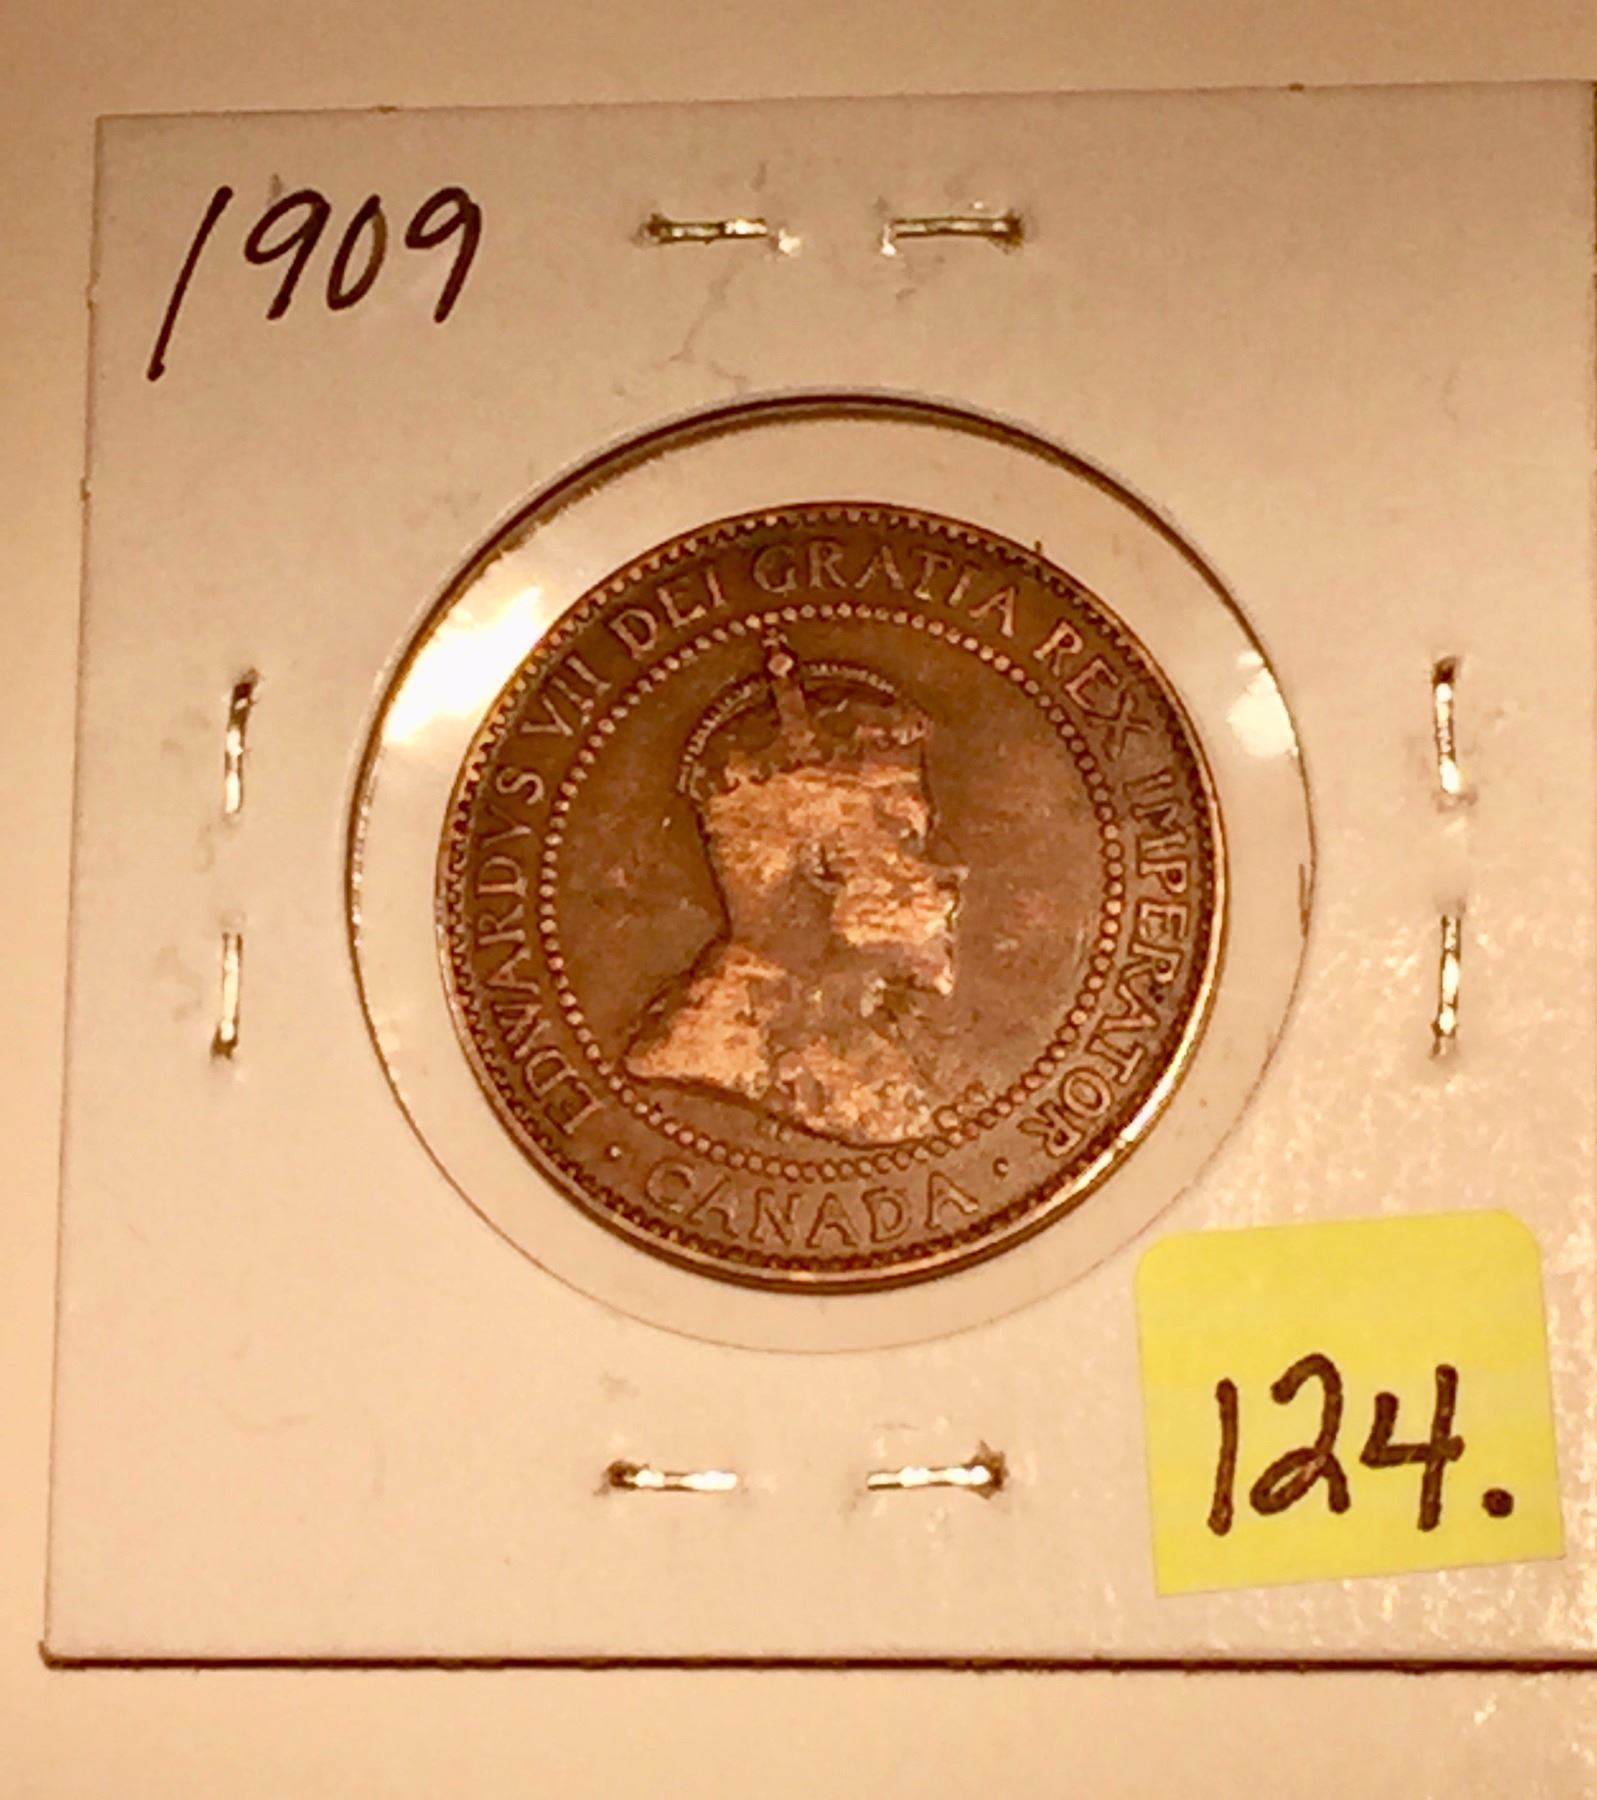 1909
EDWARDVS VII DEI GRATIA REX IMPERATOR
· CANADA ·
124.